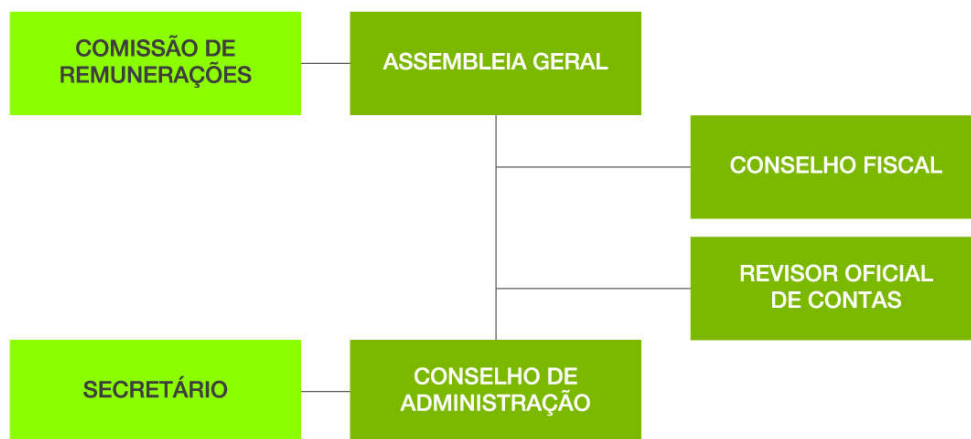 COMISSÃO DE
REMUNERAÇÕES
ASSEMBLEIA GERAL
CONSELHO FISCAL
REVISOR OFICIAL
DE CONTAS
SECRETÁRIO
CONSELHO DE
ADMINISTRAÇÃO